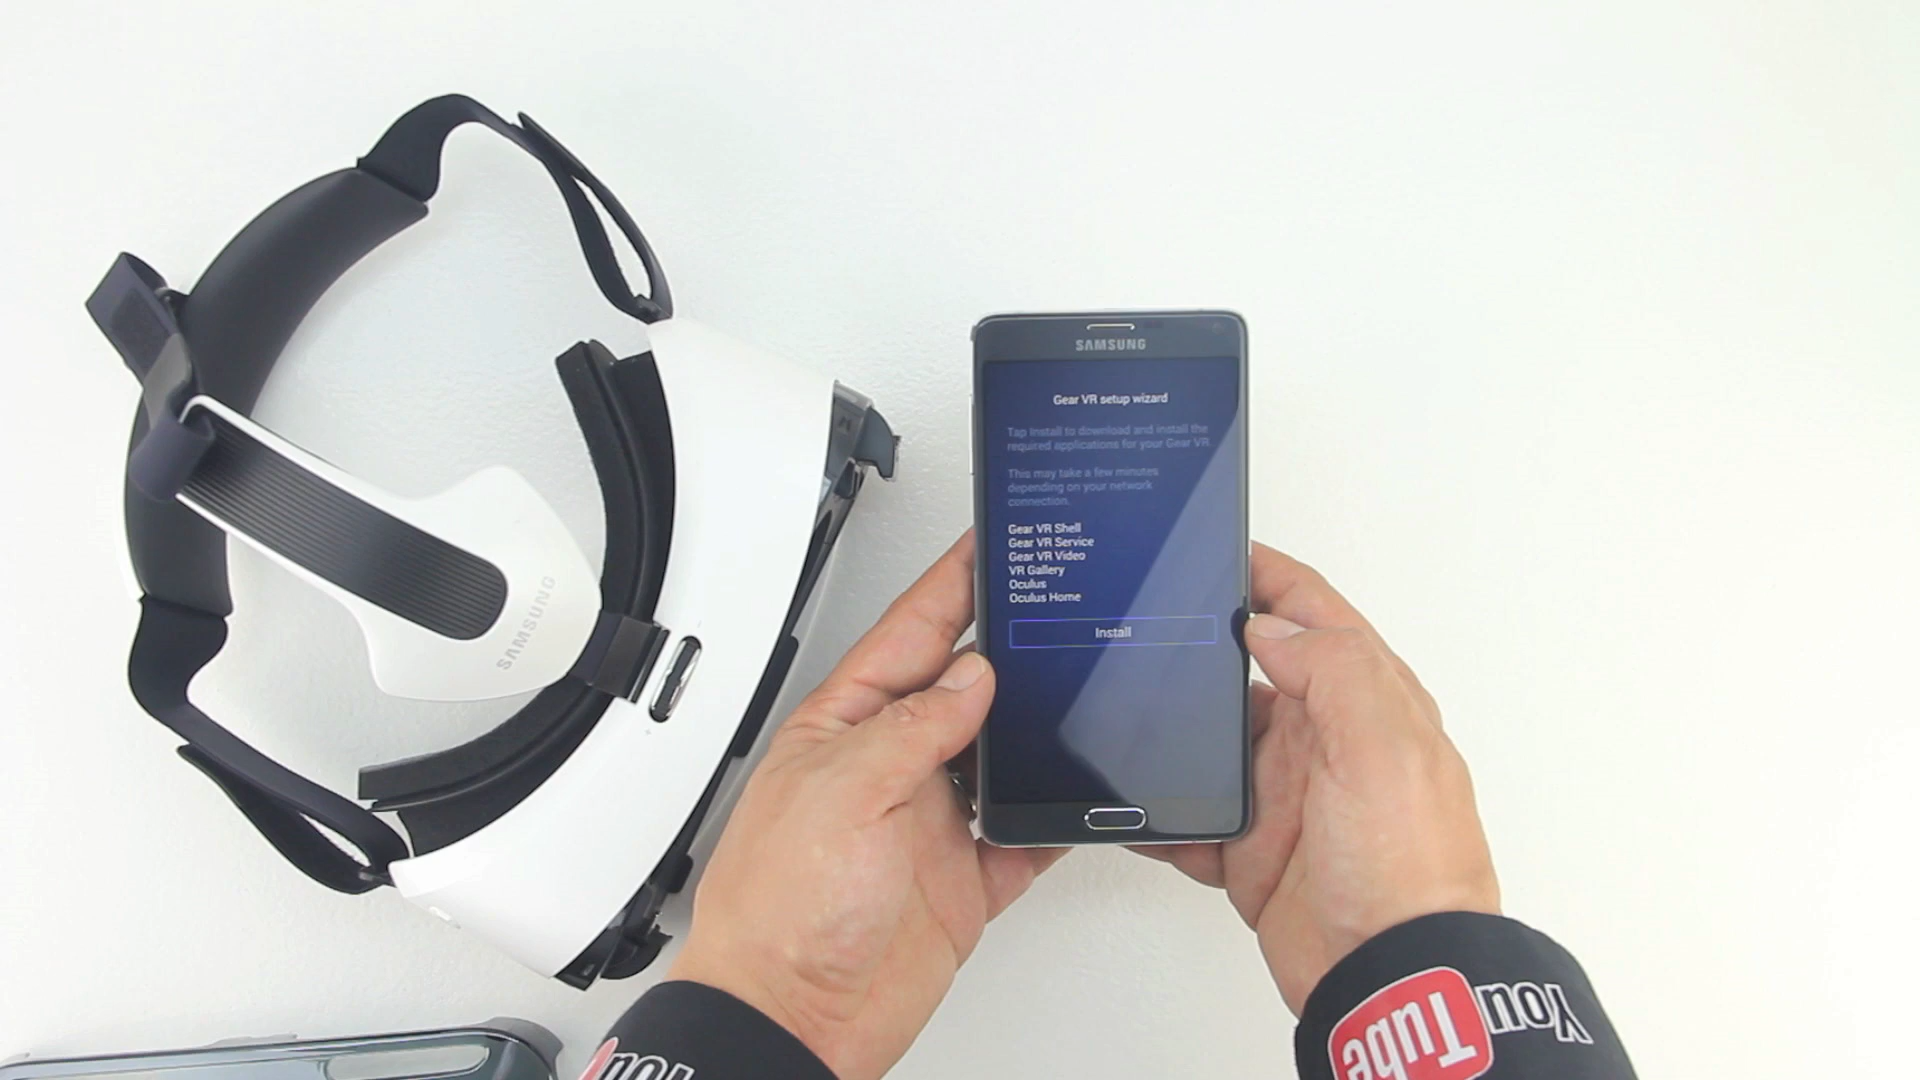 SAMSUNG
Gear VR setup wizard
Tap Install to download and install the
required applications for your Gear VR
This may take a few minutes
depending on your network
connection.
Gear VR Shell
Gear VR Service
Gear VR Video
VR Gallery
Oculus
Oculus Home
Install
SAMSUNG
YouTube
You